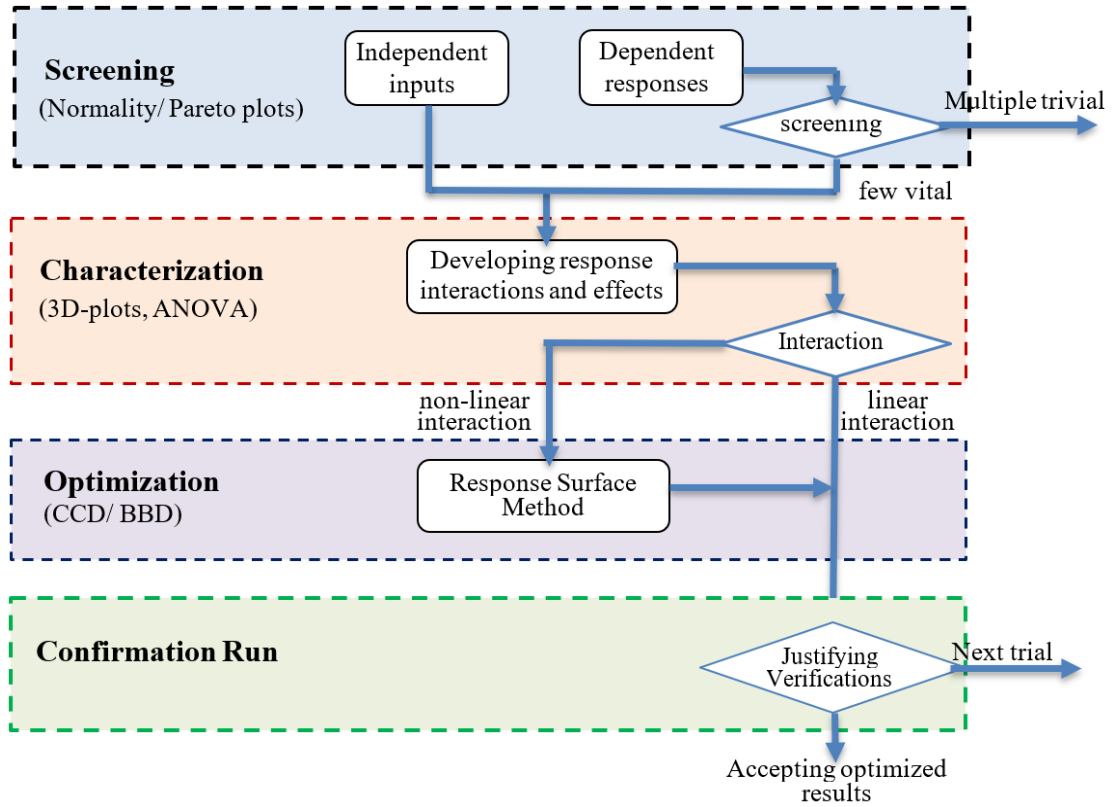 Screening
(Normality/ Pareto plots)
Independent
inputs
Dependent
responses
screening
Multiple trivial
few vital
Characterization
(3D-plots, ANOVA)
Developing response
interactions and effects
Interaction
non-linear
interaction
linear
interaction
Optimization
(CCD/ BBD)
Response Surface
Method
Confirmation Run
Justifying
Verifications
Next trial
Accepting optimized
results